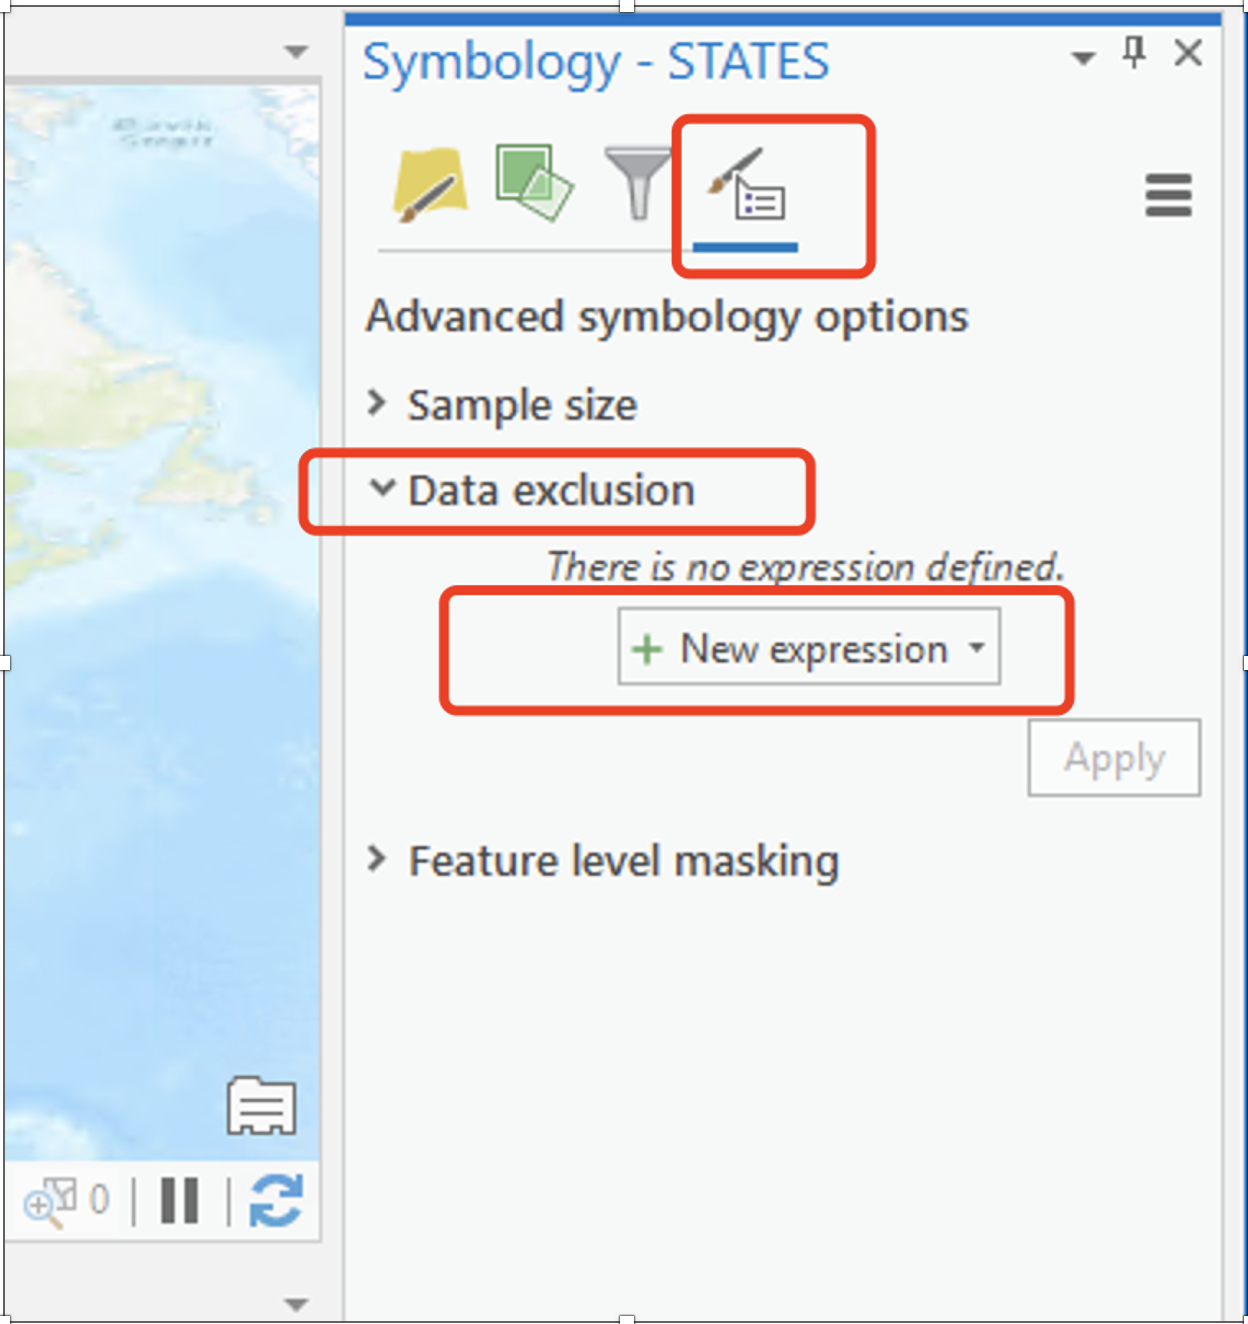 Symbology - STATES
Advanced symbology options
Sample size
Data exclusion
There is no expression defined.
+ New expression
Apply
Feature level masking
0